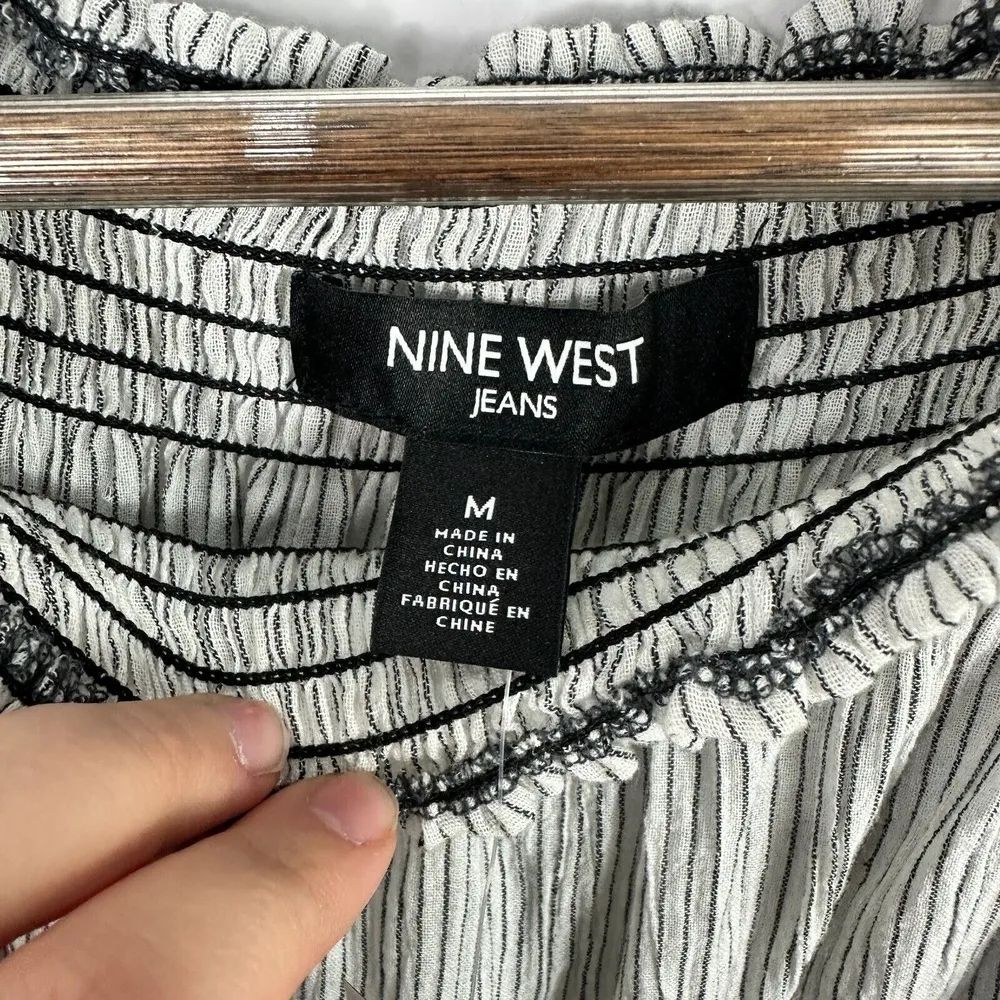 NINE WEST
JEANS
M
MADE IN
CHINA
HECHO EN
CHINA
FABRIQUÉ EN
CHINE